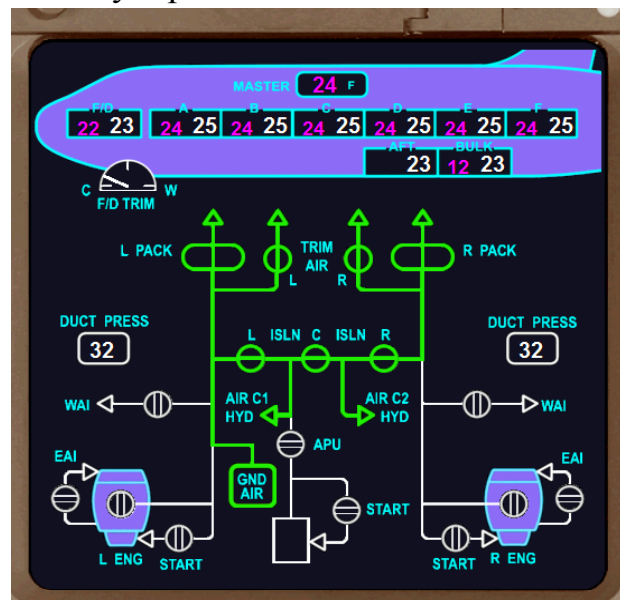 MASTER 24 F
F/D A B C D E F
22 23 24 25 24 25 24 25 24 25 24 25 24 25
AFT BULK
23 12 23
C W
F/D TRIM
L PACK TRIM AIR R PACK
L R
DUCT PRESS DUCT PRESS
32 L ISLN C ISLN R 32
WAI AIR C1 HYD AIR C2 HYD WAI
EAI APU EAI
GND AIR
START
L ENG START START R ENG